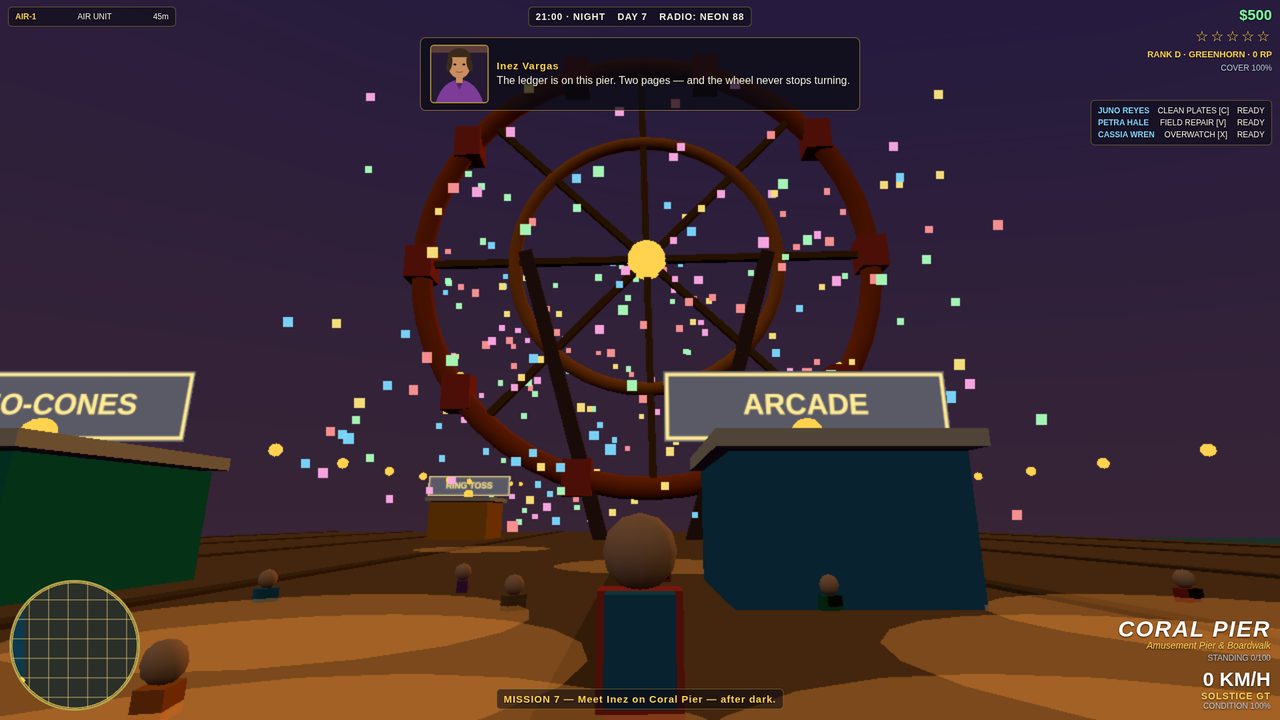 AIR-1 AIR UNIT 45m
21:00 · NIGHT DAY 7 RADIO: NEON 88
$500
☆☆☆☆☆
RANK D · GREENHORN · 0 RP
COVER 100%
Inez Vargas
The ledger is on this pier. Two pages — and the wheel never stops turning.
JUNO REYES CLEAN PLATES [C] READY
PETRA HALE FIELD REPAIR [V] READY
CASSIA WREN OVERWATCH [X] READY
O-CONES
ARCADE
RING TOSS
CORAL PIER
Amusement Pier & Boardwalk
STANDING 0/100
0 KM/H
SOLSTICE GT
CONDITION 100%
MISSION 7 — Meet Inez on Coral Pier — after dark.